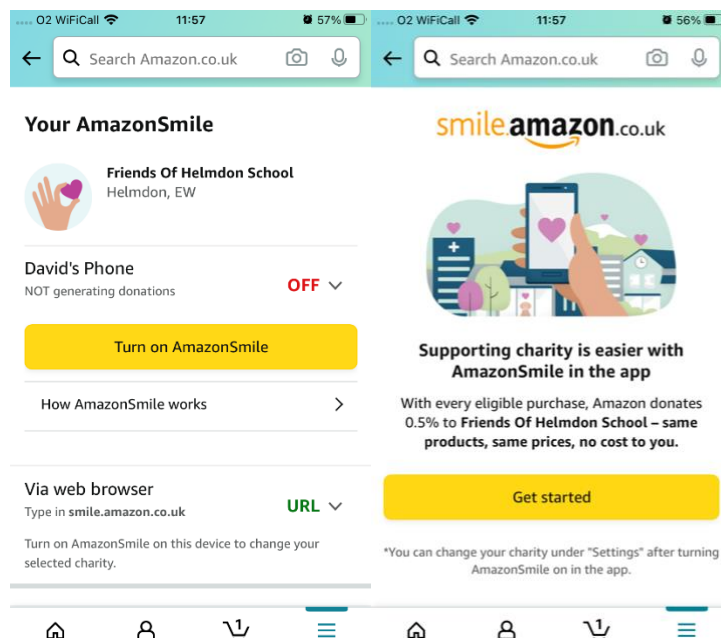 .... O2 WiFiCall 11:57 57%
Search Amazon.co.uk
Your AmazonSmile
Friends Of Helmdon School
Helmdon, EW
David's Phone
NOT generating donations
OFF
Turn on AmazonSmile
How AmazonSmile works
Via web browser
Type in smile.amazon.co.uk
URL
Turn on AmazonSmile on this device to change your
selected charity.
1
.... O2 WiFiCall 11:57 56%
Search Amazon.co.uk
smile.amazon.co.uk
Supporting charity is easier with
AmazonSmile in the app
With every eligible purchase, Amazon donates
0.5% to Friends Of Helmdon School – same
products, same prices, no cost to you.
Get started
*You can change your charity under "Settings" after turning
AmazonSmile on in the app.
1